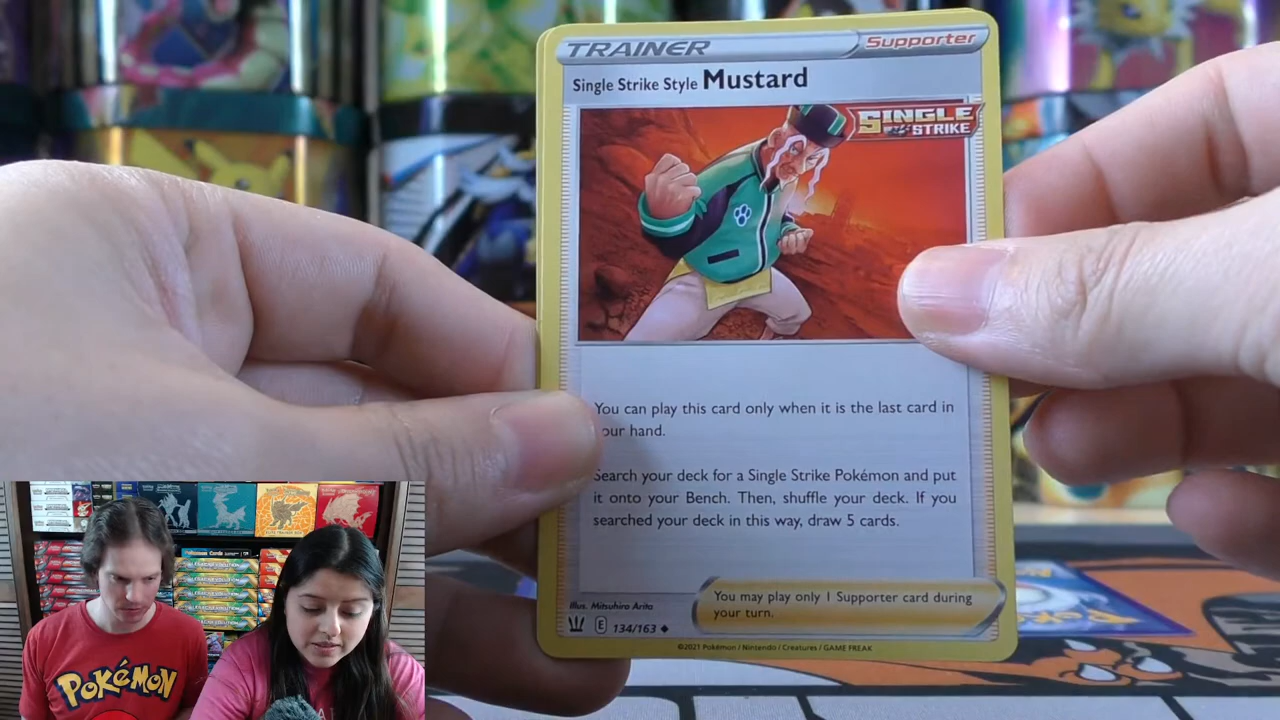 TRAINER
Supporter
Single Strike Style Mustard
SINGLE
STRIKE
You can play this card only when it is the last card in
our hand.
Search your deck for a Single Strike Pokémon and put
it onto your Bench. Then, shuffle your deck. If you
searched your deck in this way, draw 5 cards.
You may play only 1 Supporter card during
your turn.
Illus. Mitsuhiro Arita
E 134/163
©2021 Pokémon / Nintendo / Creatures / GAME FREAK
POKéMON